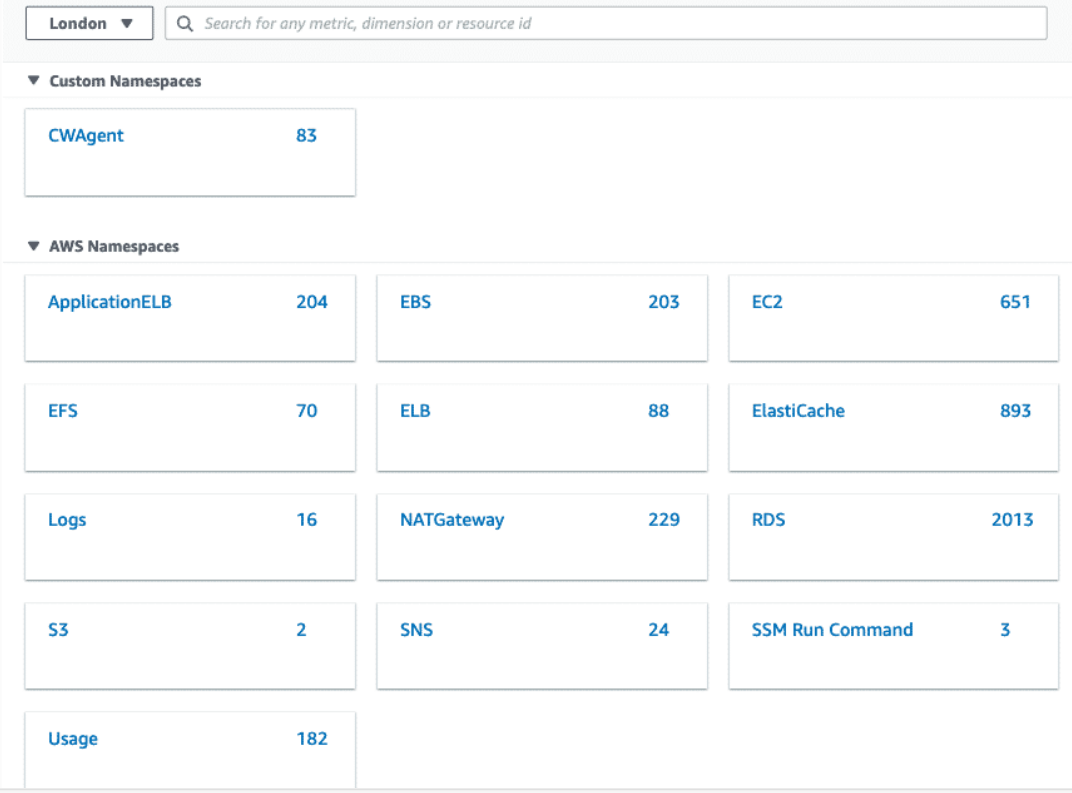 London
Search for any metric, dimension or resource id
Custom Namespaces
CWAgent 83
AWS Namespaces
ApplicationELB 204 EBS 203 EC2 651
EFS 70 ELB 88 ElastiCache 893
Logs 16 NATGateway 229 RDS 2013
S3 2 SNS 24 SSM Run Command 3
Usage 182